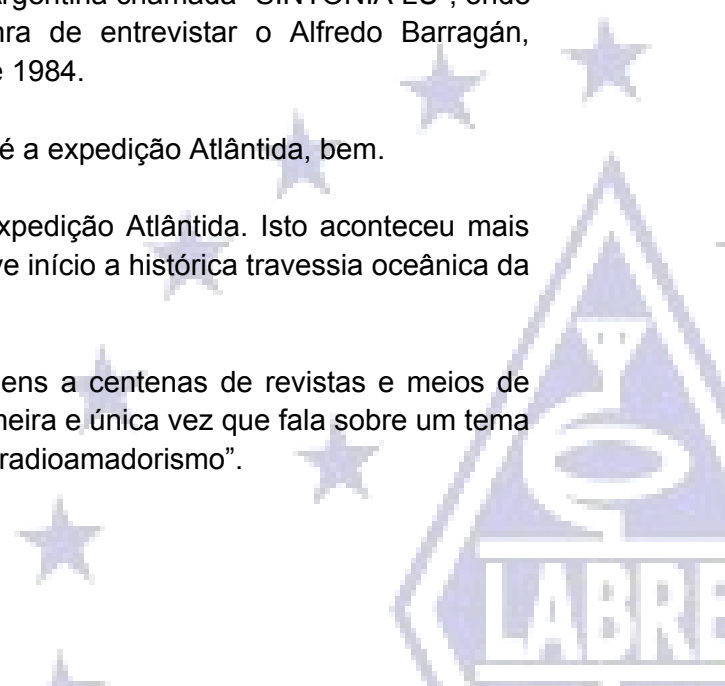 Argentina chamada “SINTONIA LU”, onde
nra de entrevistar o Alfredo Barragán,
e 1984.
é a expedição Atlântida, bem.
xpedição Atlântida. Isto aconteceu mais
ve início a histórica travessia oceânica da
ens a centenas de revistas e meios de
meira e única vez que fala sobre um tema
radioamadorismo”.
LABRE